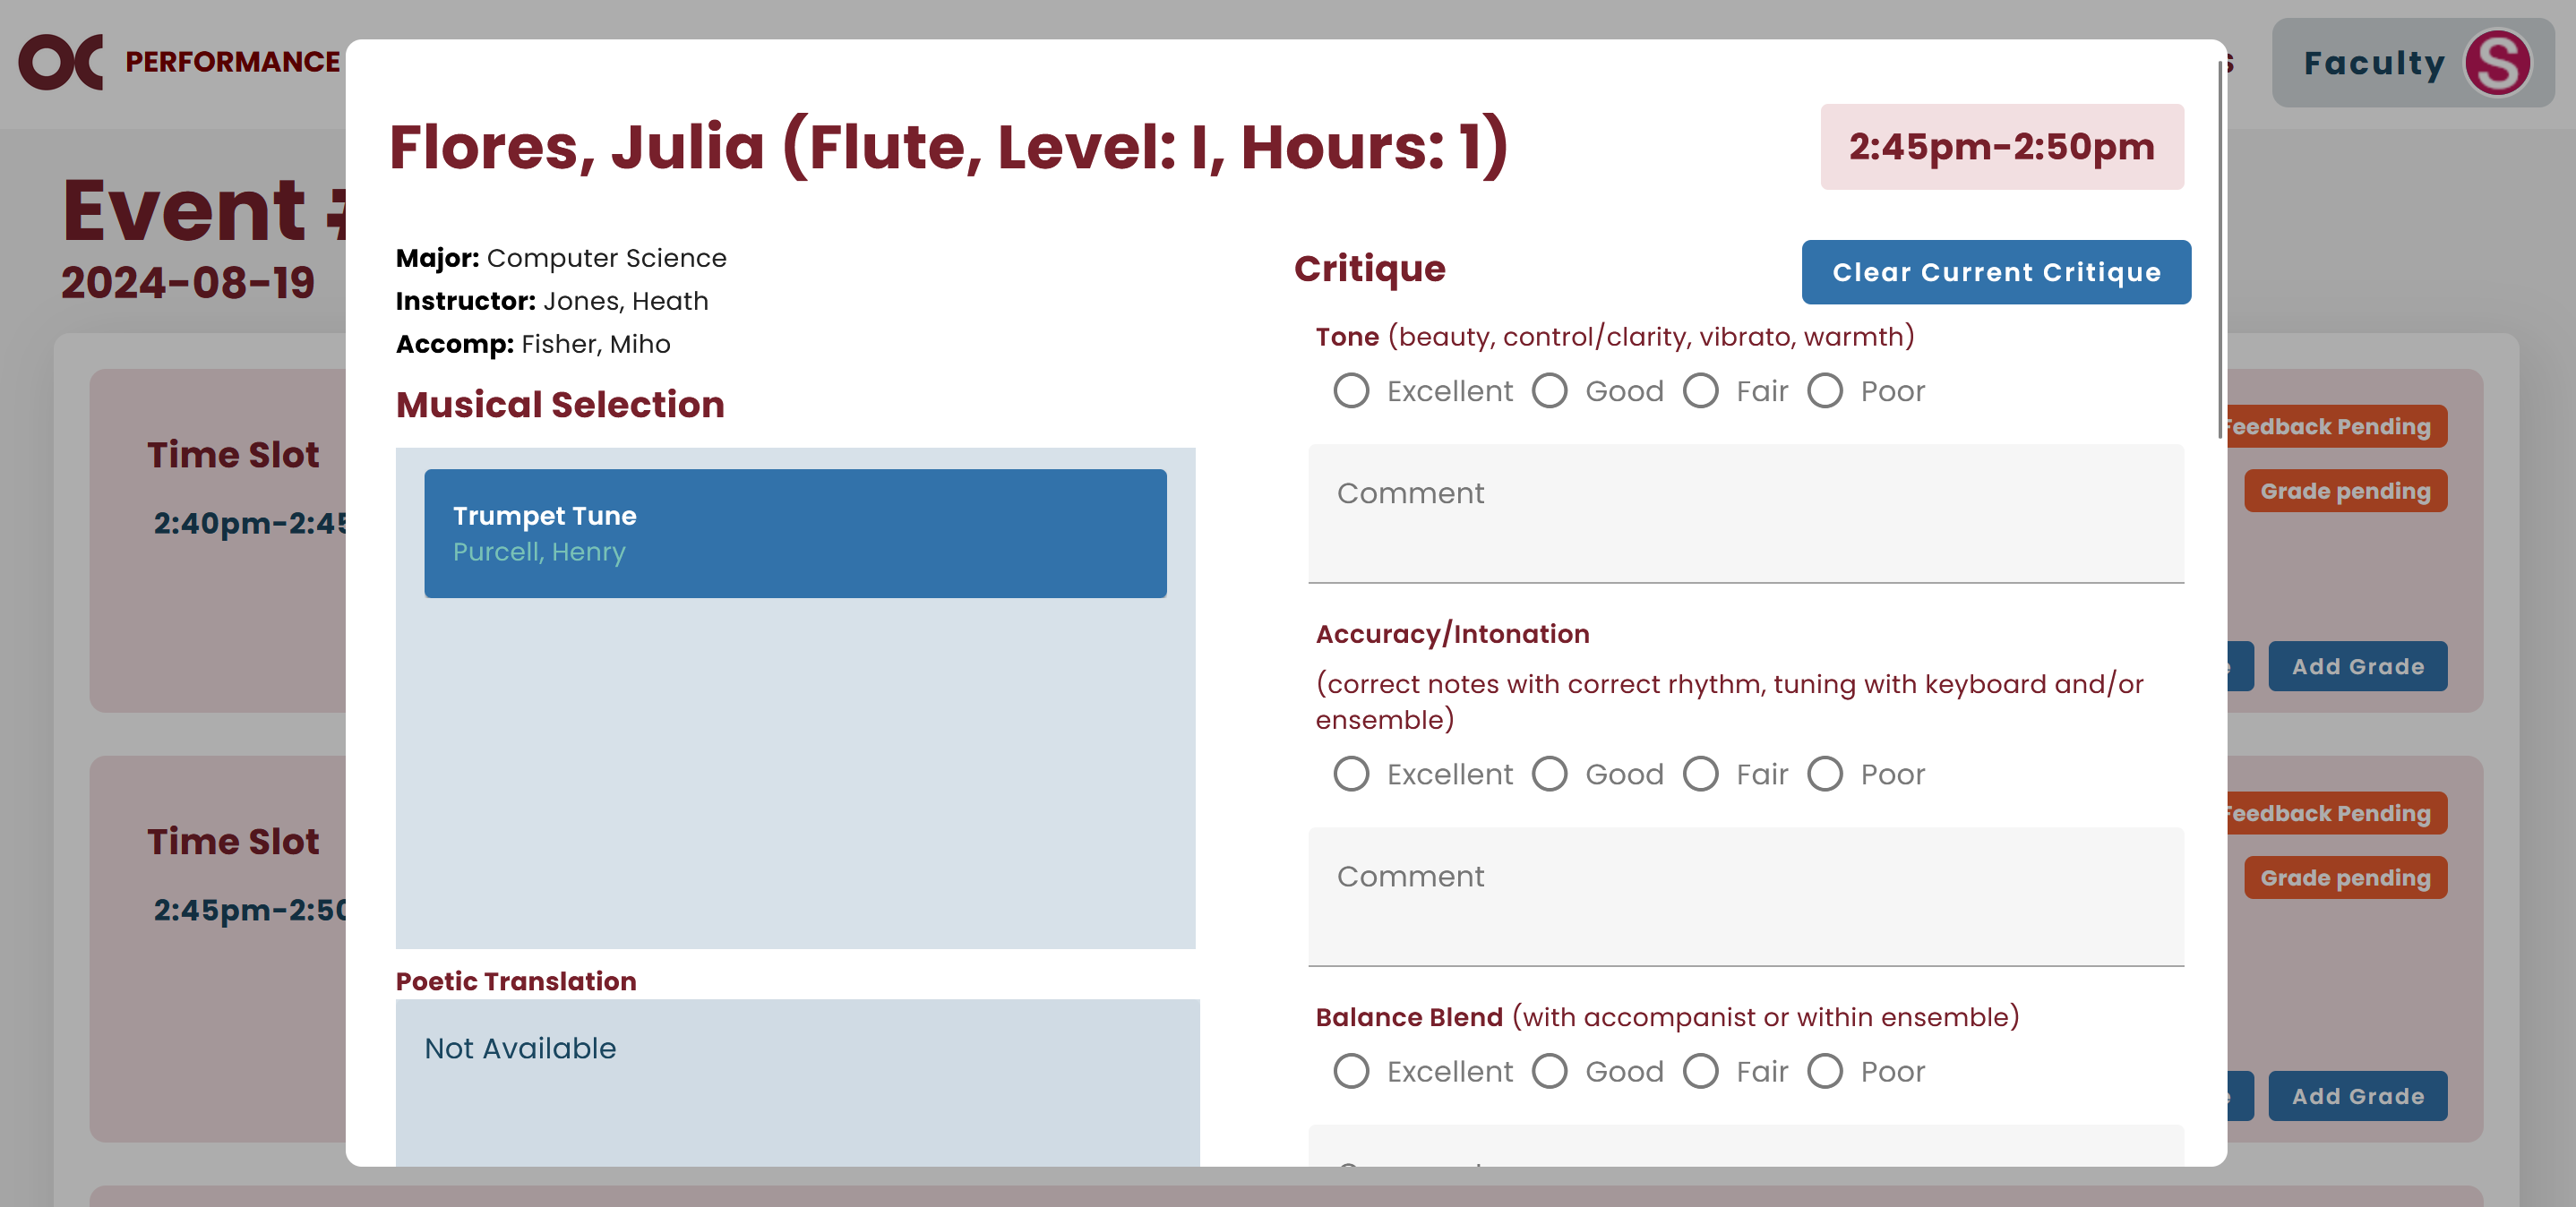 OC PERFORMANCE
Faculty S
Event
2024-08-19
Flores, Julia (Flute, Level: I, Hours: 1)
2:45pm-2:50pm
Major: Computer Science
Instructor: Jones, Heath
Accomp: Fisher, Miho
Musical Selection
Trumpet Tune
Purcell, Henry
Poetic Translation
Not Available
Critique
Clear Current Critique
Tone (beauty, control/clarity, vibrato, warmth)
Excellent Good Fair Poor
Comment
Accuracy/Intonation
(correct notes with correct rhythm, tuning with keyboard and/or
ensemble)
Excellent Good Fair Poor
Comment
Balance Blend (with accompanist or within ensemble)
Excellent Good Fair Poor
Time Slot
2:40pm-2:45
Feedback Pending
Grade pending
Add Grade
Time Slot
2:45pm-2:50
Feedback Pending
Grade pending
Add Grade